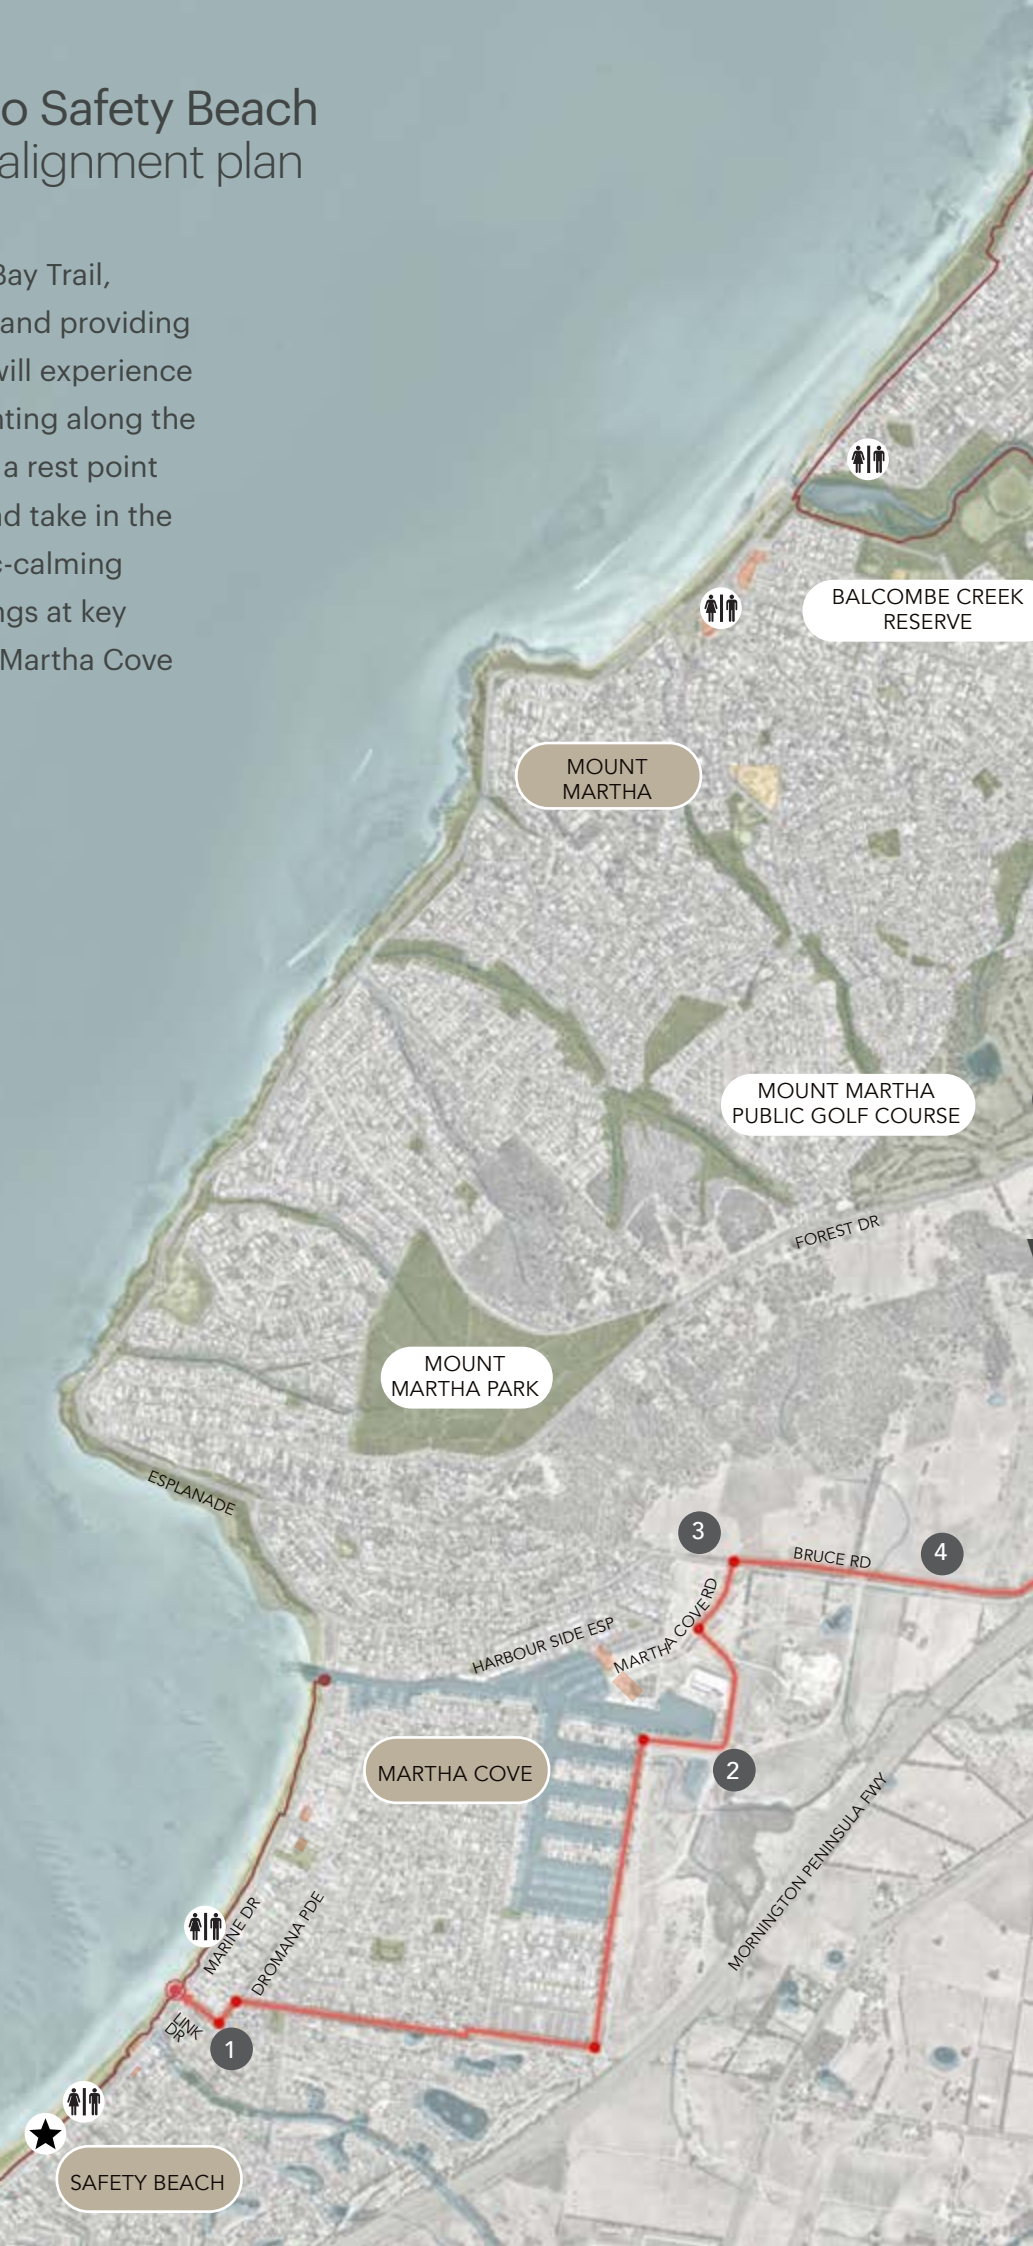 o Safety Beach
alignment plan
Bay Trail,
and providing
will experience
nting along the
a rest point
nd take in the
c-calming
ngs at key
Martha Cove
BALCOMBE CREEK
RESERVE
MOUNT
MARTHA
MOUNT MARTHA
PUBLIC GOLF COURSE
FOREST DR
MOUNT
MARTHA PARK
ESPLANADE
3
BRUCE RD
4
MARTHA COVE RD
HARBOUR SIDE ESP
MARTHA COVE
2
MORNINGTON PENINSULA FWY
MARINE DR
DROMANA PDE
LINK
DR
1
SAFETY BEACH